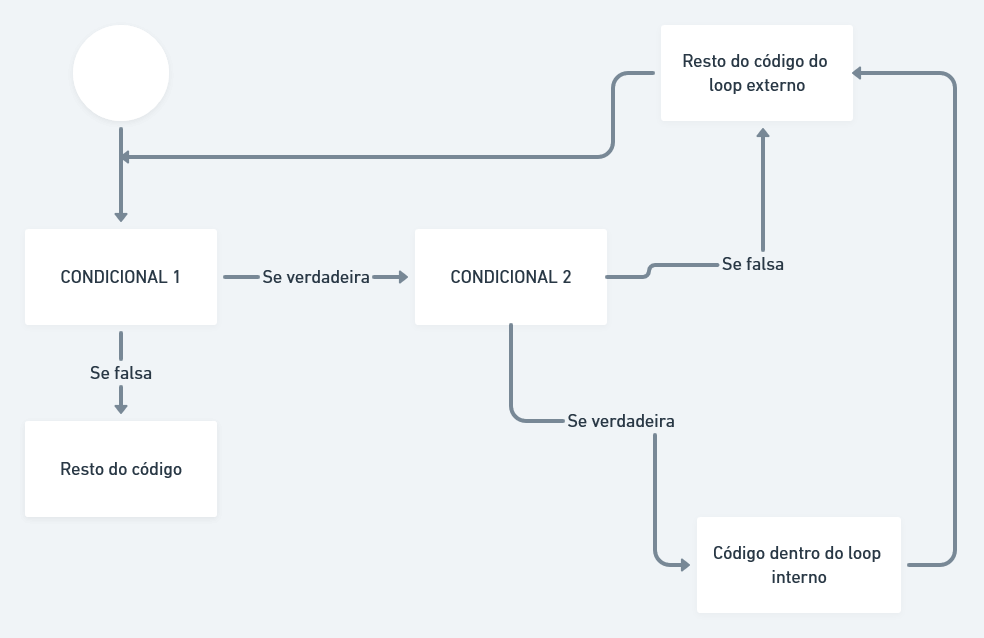 Resto do código do
loop externo
CONDICIONAL 1
Se verdadeira
CONDICIONAL 2
Se falsa
Se falsa
Se verdadeira
Resto do código
Código dentro do loop
interno